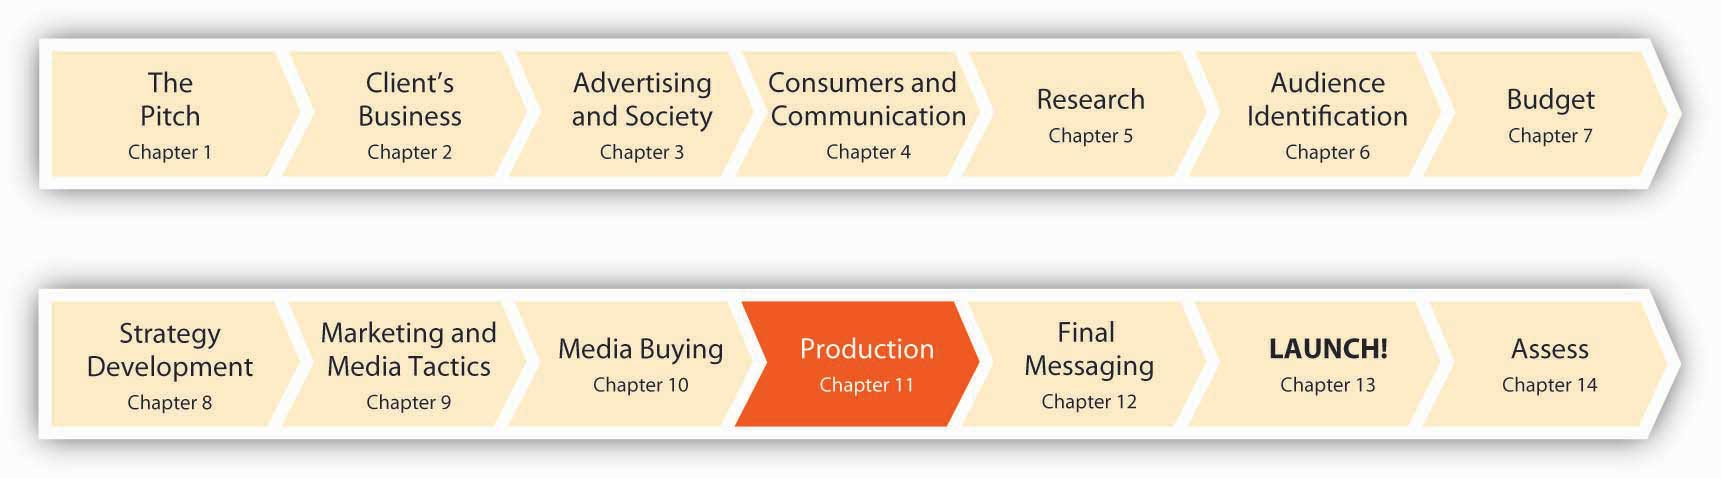 The
Pitch
Chapter 1
Client’s
Business
Chapter 2
Advertising
and Society
Chapter 3
Consumers and
Communication
Chapter 4
Research
Chapter 5
Audience
Identification
Chapter 6
Budget
Chapter 7
Strategy
Development
Chapter 8
Marketing and
Media Tactics
Chapter 9
Media Buying
Chapter 10
Production
Chapter 11
Final
Messaging
Chapter 12
LAUNCH!
Chapter 13
Assess
Chapter 14